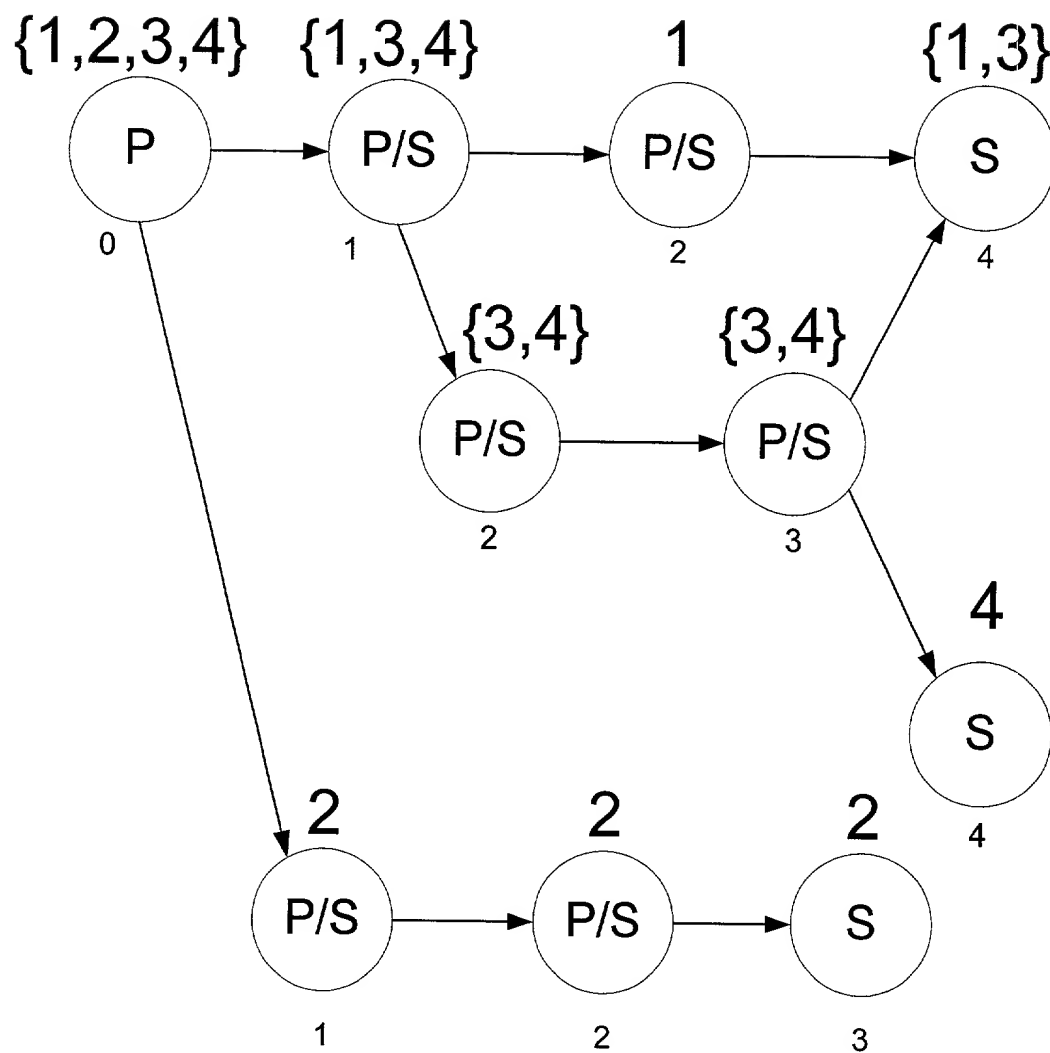 {1,2,3,4} {1,3,4} 1 {1,3}
P P/S P/S S
0 1 2 4
{3,4} {3,4}
P/S P/S
2 3
4
S
4
2 2 2
P/S P/S S
1 2 3